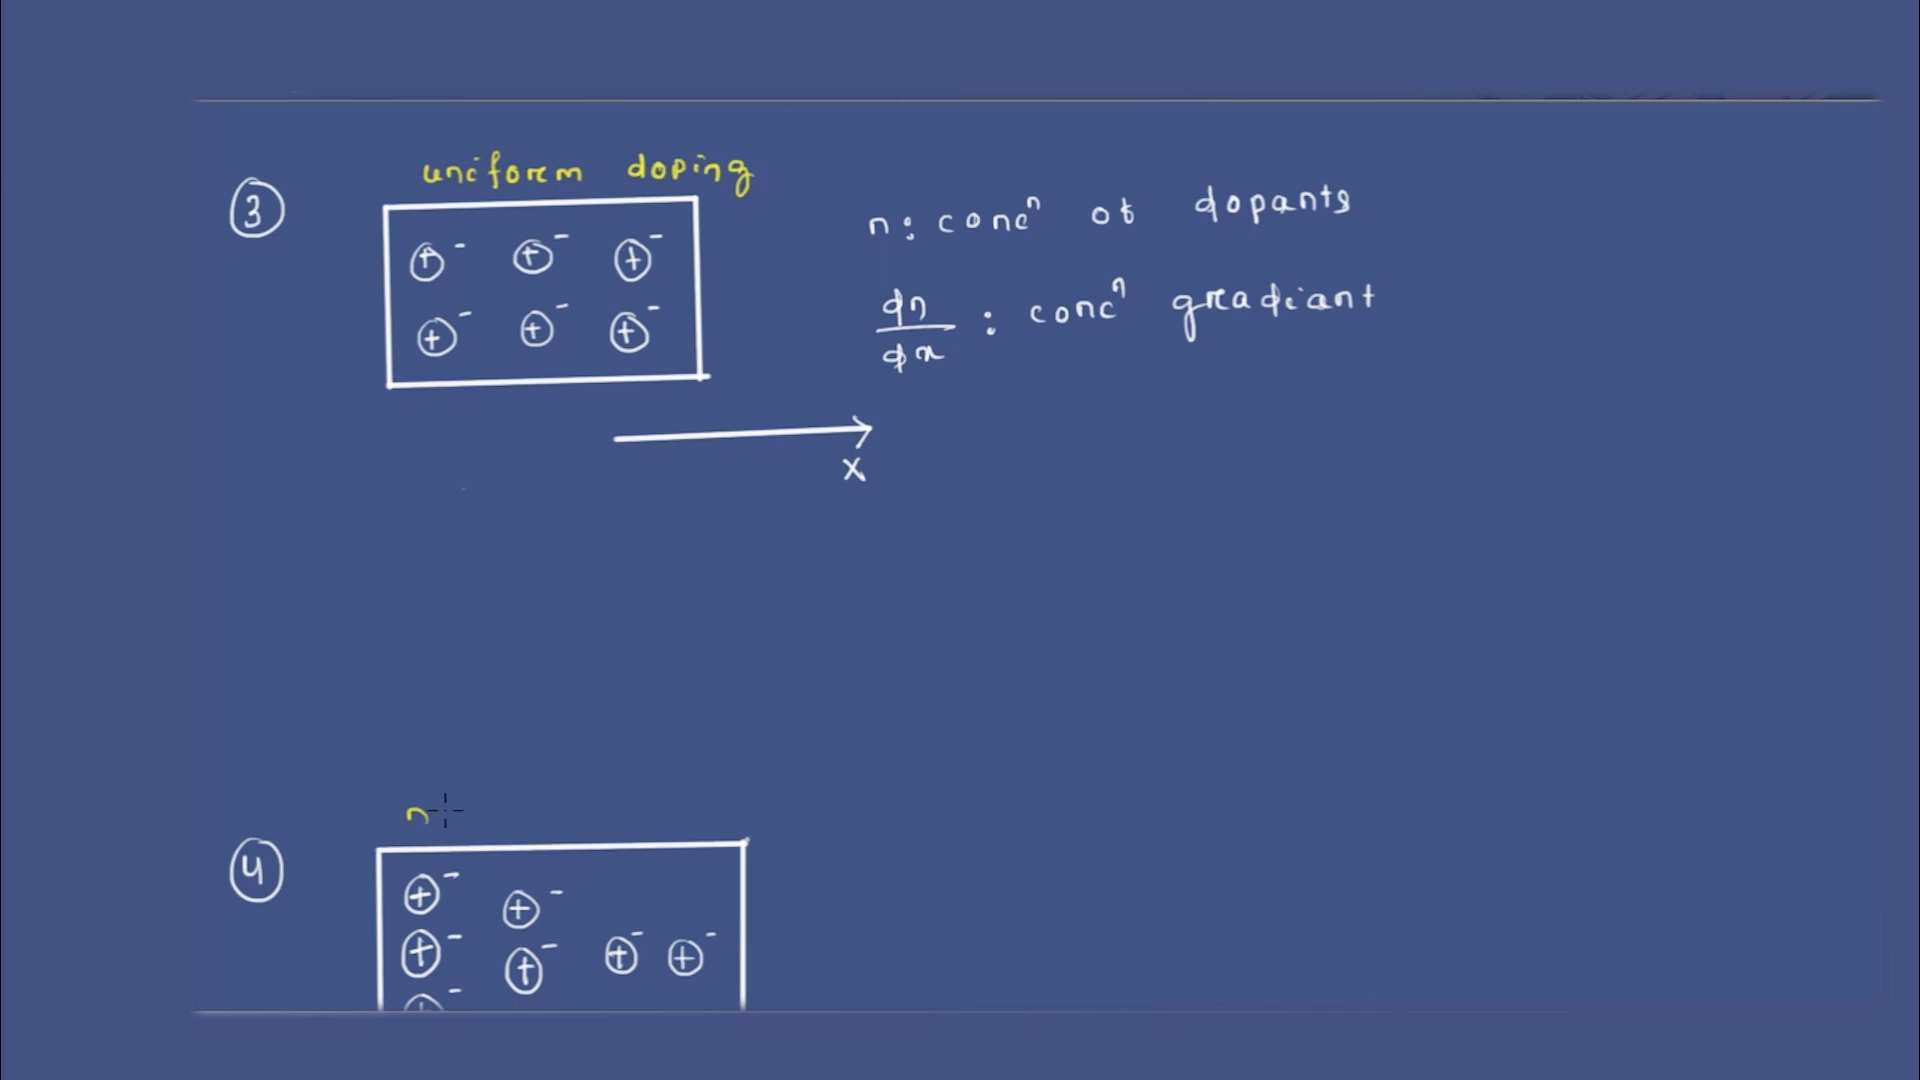 uniform doping
③
⊕⁻ ⊕⁻ ⊕⁻
⊕⁻ ⊕⁻ ⊕⁻
n: concⁿ of dopants
dn/dx : concⁿ gradiant
X
n
④
⊕⁻ ⊕⁻
⊕⁻ ⊕⁻ ⊕⁻ ⊕⁻